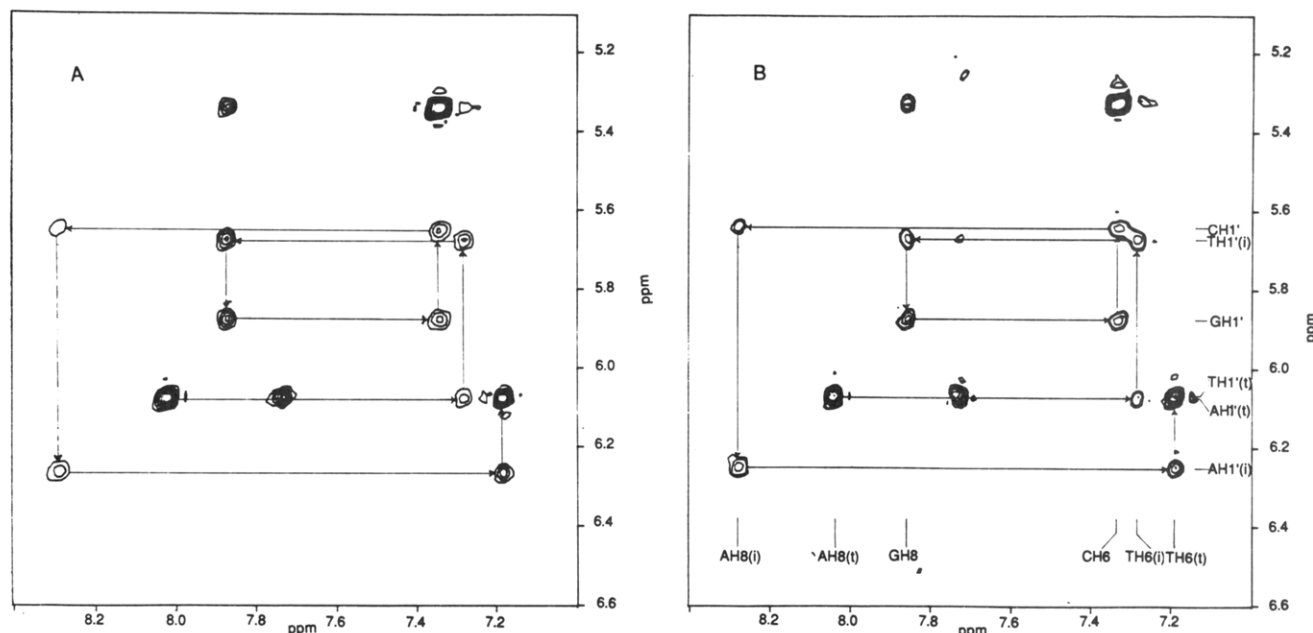 A
5.2
5.4
5.6
5.8
6.0
6.2
6.4
6.6
ppm
8.2
8.0
7.8
7.6
7.4
7.2
ppm
B
5.2
5.4
5.6
5.8
6.0
6.2
6.4
6.6
ppm
CH1'
TH1'(i)
GH1'
TH1'(t)
AH1'(t)
AH1'(i)
AH8(i)
AH8(t)
GH8
CH6
TH6(i)
TH6(t)
8.2
8.0
7.8
7.6
7.4
7.2
ppm